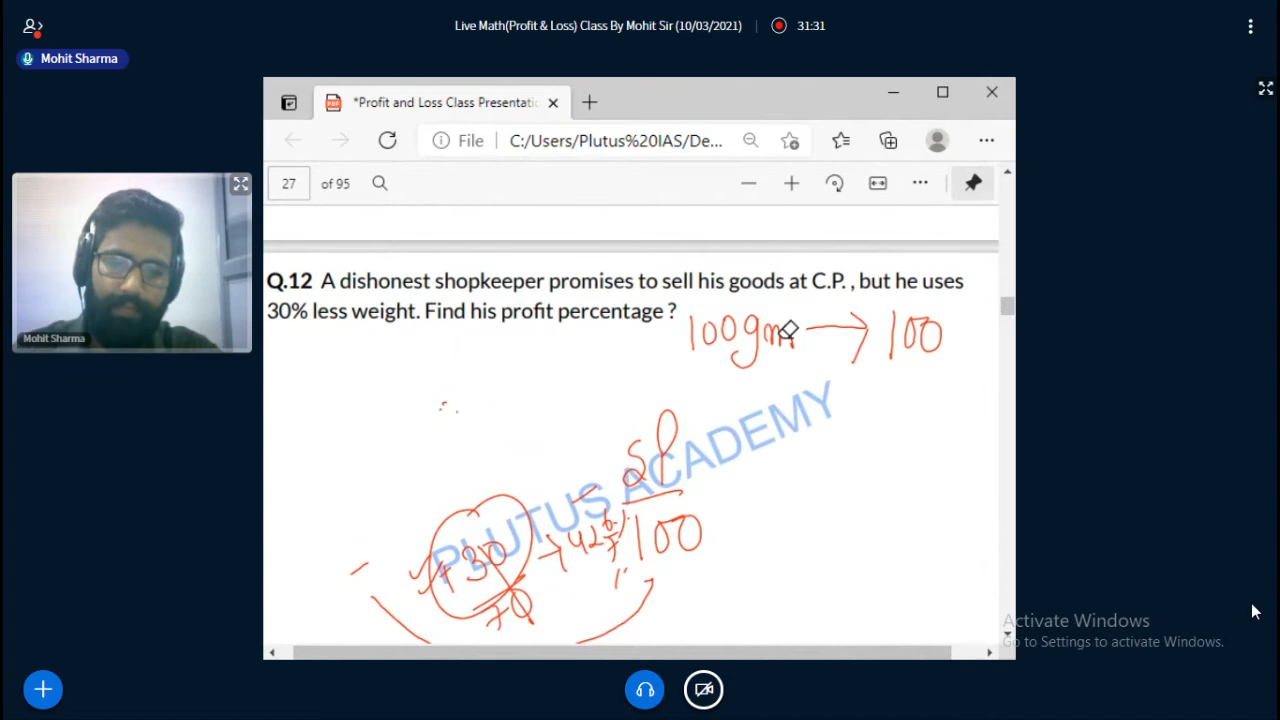 Live Math(Profit & Loss) Class By Mohit Sir (10/03/2021)
31:31
Mohit Sharma
*Profit and Loss Class Presentatio
File
C:/Users/Plutus%20IAS/De...
27 of 95
Q.12 A dishonest shopkeeper promises to sell his goods at C.P. , but he uses
30% less weight. Find his profit percentage ?
100gm → 100
Mohit Sharma
PLUTUS ACADEMY
SP
100
+30
70
Activate Windows
Go to Settings to activate Windows.